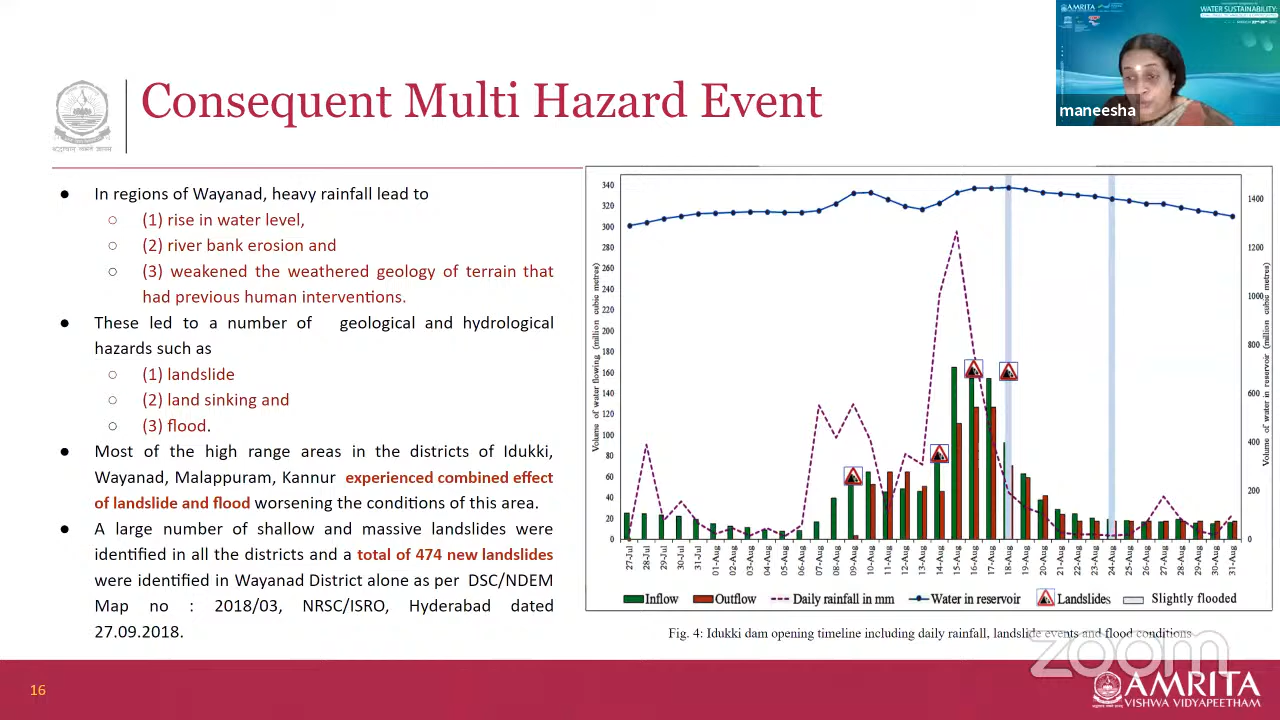 AMRITA
WATER SUSTAINABILITY:
maneesha
Consequent Multi Hazard Event
● In regions of Wayanad, heavy rainfall lead to
○ (1) rise in water level,
○ (2) river bank erosion and
○ (3) weakened the weathered geology of terrain that
had previous human interventions.
● These led to a number of geological and hydrological
hazards such as
○ (1) landslide
○ (2) land sinking and
○ (3) flood.
● Most of the high range areas in the districts of Idukki,
Wayanad, Malappuram, Kannur experienced combined effect
of landslide and flood worsening the conditions of this area.
● A large number of shallow and massive landslides were
identified in all the districts and a total of 474 new landslides
were identified in Wayanad District alone as per DSC/NDEM
Map no : 2018/03, NRSC/ISRO, Hyderabad dated
27.09.2018.
Volume of water flowing (million cubic metres)
340
320
300
280
260
240
220
200
180
160
140
120
100
80
60
40
20
0
1400
1200
1000
800
600
400
200
0
Volume of water in reservoir (million cubic metres)
27-Jul
28-Jul
29-Jul
30-Jul
31-Jul
01-Aug
02-Aug
03-Aug
04-Aug
05-Aug
06-Aug
07-Aug
08-Aug
09-Aug
10-Aug
11-Aug
12-Aug
13-Aug
14-Aug
15-Aug
16-Aug
17-Aug
18-Aug
19-Aug
20-Aug
21-Aug
22-Aug
23-Aug
24-Aug
25-Aug
26-Aug
27-Aug
28-Aug
29-Aug
30-Aug
31-Aug
Inflow Outflow Daily rainfall in mm Water in reservoir Landslides Slightly flooded
Fig. 4: Idukki dam opening timeline including daily rainfall, landslide events and flood conditions
zoom
16
AMRITA
VISHWA VIDYAPEETHAM